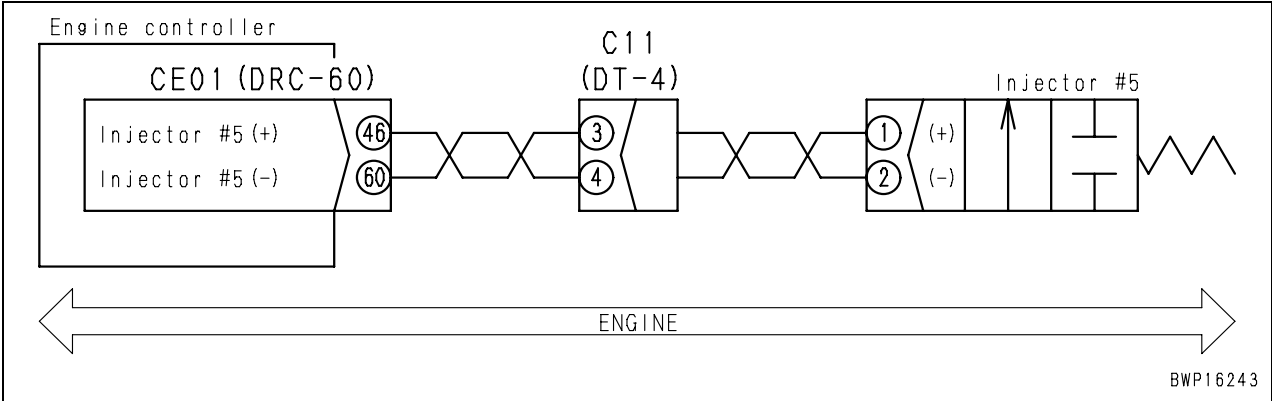 Engine controller
C11
CE01 (DRC-60)
(DT-4)
Injector #5
Injector #5(+)
46
3
1
(+)
Injector #5(-)
60
4
2
(-)
ENGINE
BWP16243